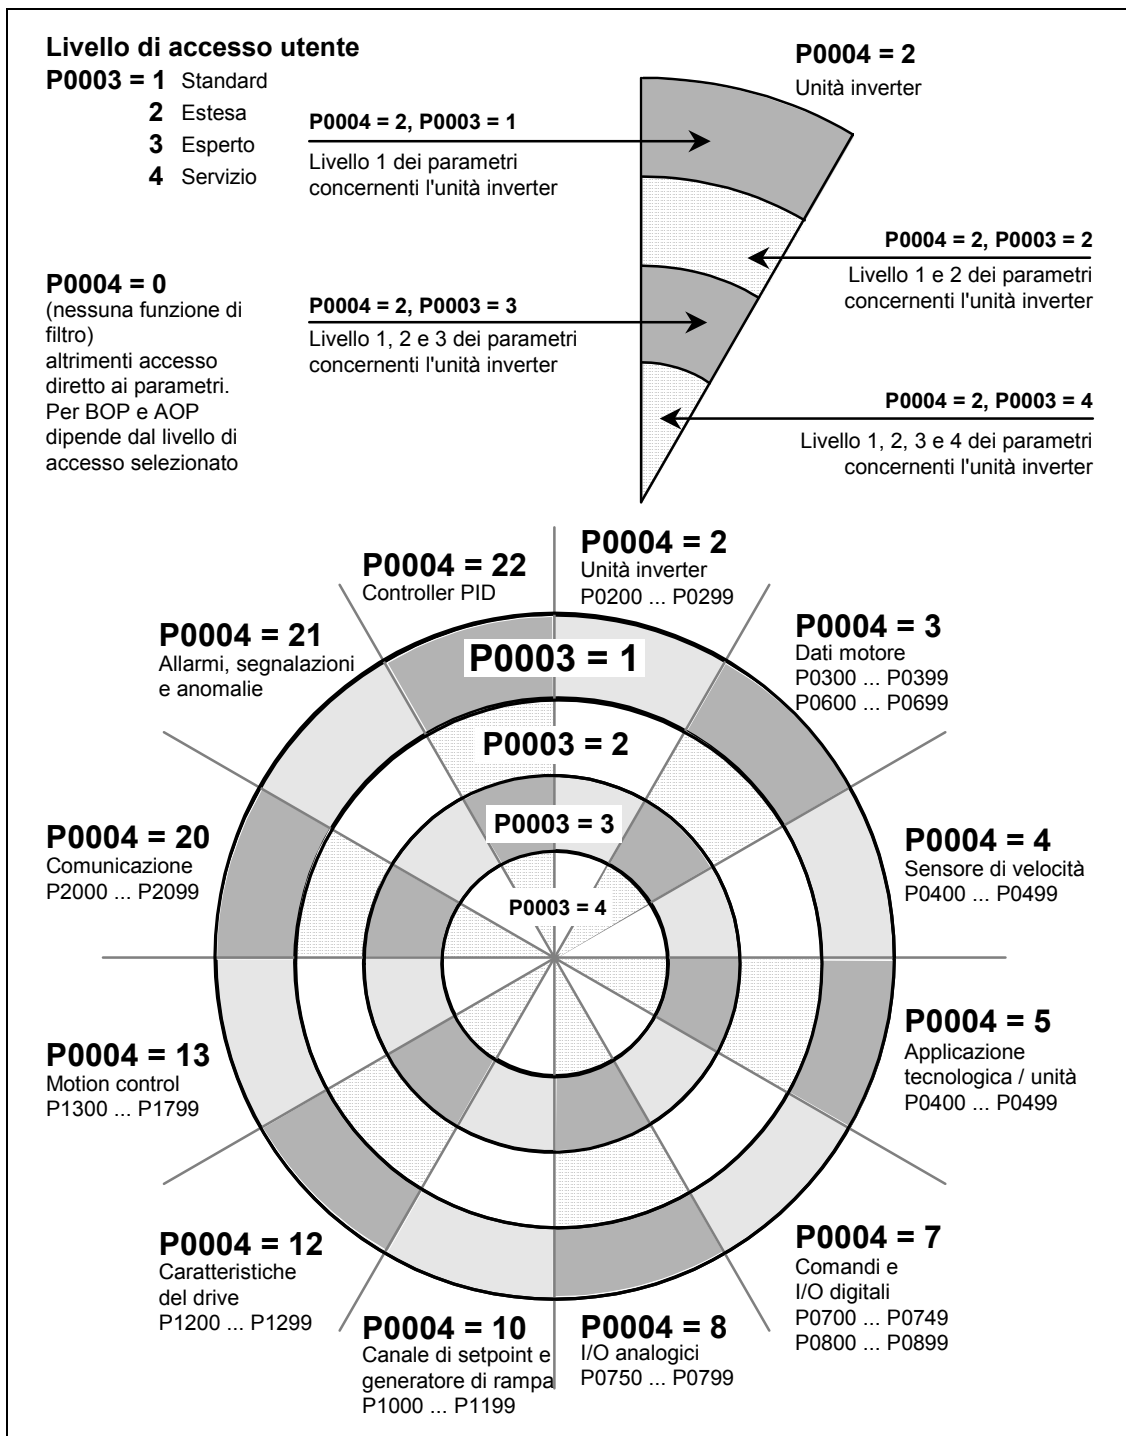 Livello di accesso utente
P0003 = 1 Standard
2 Estesa
3 Esperto
4 Servizio
P0004 = 2
Unità inverter
P0004 = 2, P0003 = 1
Livello 1 dei parametri
concernenti l'unità inverter
P0004 = 2, P0003 = 2
Livello 1 e 2 dei parametri
concernenti l'unità inverter
P0004 = 0
(nessuna funzione di
filtro)
altrimenti accesso
diretto ai parametri.
Per BOP e AOP
dipende dal livello di
accesso selezionato
P0004 = 2, P0003 = 3
Livello 1, 2 e 3 dei parametri
concernenti l'unità inverter
P0004 = 2, P0003 = 4
Livello 1, 2, 3 e 4 dei parametri
concernenti l'unità inverter
P0004 = 22
Controller PID
P0004 = 2
Unità inverter
P0200 ... P0299
P0004 = 21
Allarmi, segnalazioni
e anomalie
P0004 = 3
Dati motore
P0300 ... P0399
P0600 ... P0699
P0003 = 1
P0003 = 2
P0003 = 3
P0003 = 4
P0004 = 20
Comunicazione
P2000 ... P2099
P0004 = 4
Sensore di velocità
P0400 ... P0499
P0004 = 13
Motion control
P1300 ... P1799
P0004 = 5
Applicazione
tecnologica / unità
P0400 ... P0499
P0004 = 12
Caratteristiche
del drive
P1200 ... P1299
P0004 = 7
Comandi e
I/O digitali
P0700 ... P0749
P0800 ... P0899
P0004 = 10
Canale di setpoint e
generatore di rampa
P1000 ... P1199
P0004 = 8
I/O analogici
P0750 ... P0799